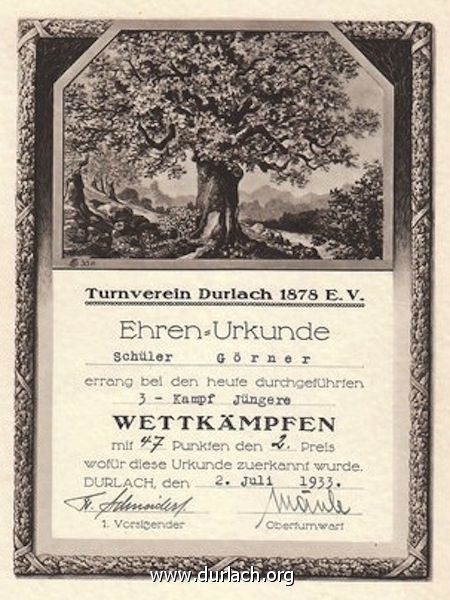 Turnverein Durlach 1878 E. V.
Ehren-Urkunde
Schüler Görner
errang bei den heute durchgeführten
3 - Kampf Jüngere
WETTKÄMPFEN
mit 47 Punkten den 2. Preis
wofür diese Urkunde zuerkannt wurde.
DURLACH, den 2. Juli 1933.
1. Vorsitzender Oberturnwart
www.durlach.org